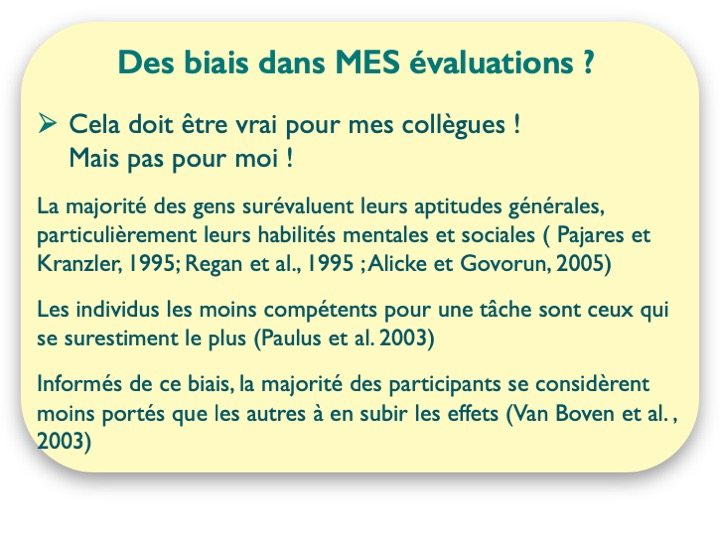 Des biais dans MES évaluations ?
➢ Cela doit être vrai pour mes collègues !
Mais pas pour moi !
La majorité des gens surévaluent leurs aptitudes générales,
particulièrement leurs habilités mentales et sociales ( Pajares et
Kranzler, 1995; Regan et al., 1995 ; Alicke et Govorun, 2005)
Les individus les moins compétents pour une tâche sont ceux qui
se surestiment le plus (Paulus et al. 2003)
Informés de ce biais, la majorité des participants se considèrent
moins portés que les autres à en subir les effets (Van Boven et al. ,
2003)